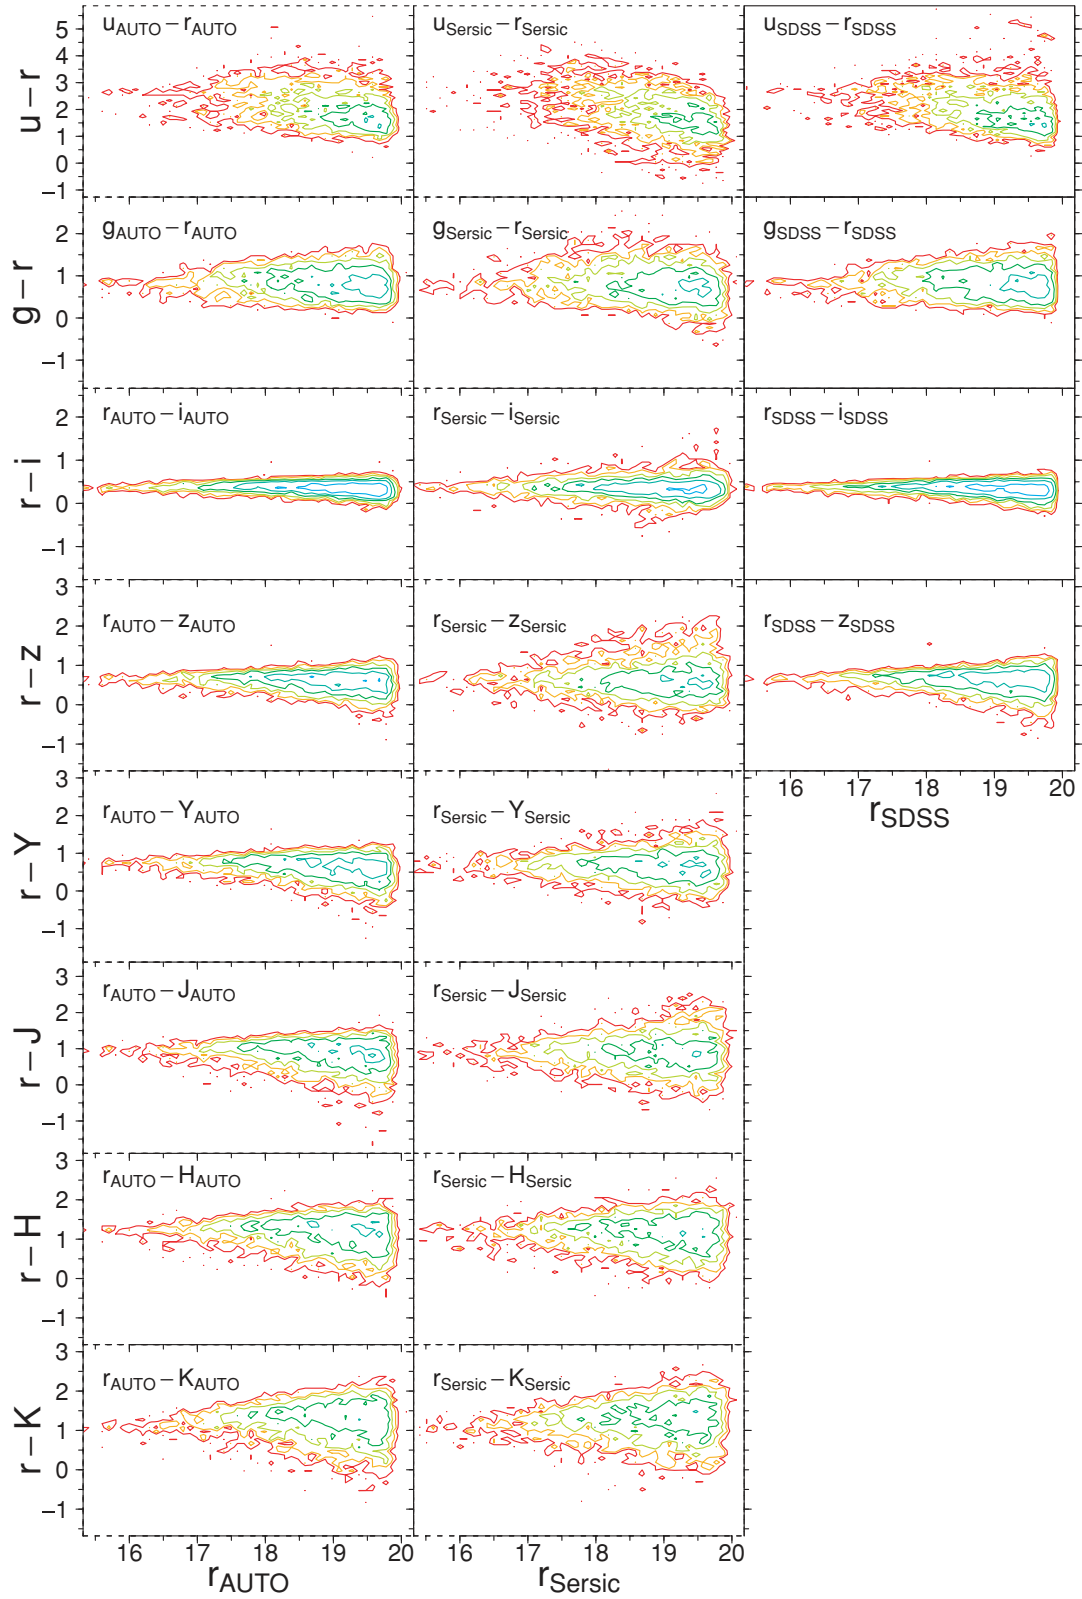 u_AUTO − r_AUTO
u_Sersic − r_Sersic
u_SDSS − r_SDSS
u − r
5
4
3
2
1
0
−1
g_AUTO − r_AUTO
g_Sersic − r_Sersic
g_SDSS − r_SDSS
g − r
2
1
0
−1
r_AUTO − i_AUTO
r_Sersic − i_Sersic
r_SDSS − i_SDSS
r − i
2
1
0
−1
r_AUTO − z_AUTO
r_Sersic − z_Sersic
r_SDSS − z_SDSS
r − z
3
2
1
0
−1
16 17 18 19 20
r_SDSS
r_AUTO − Y_AUTO
r_Sersic − Y_Sersic
r − Y
3
2
1
0
−1
r_AUTO − J_AUTO
r_Sersic − J_Sersic
r − J
3
2
1
0
−1
r_AUTO − H_AUTO
r_Sersic − H_Sersic
r − H
3
2
1
0
−1
r_AUTO − K_AUTO
r_Sersic − K_Sersic
r − K
3
2
1
0
−1
16 17 18 19 20
16 17 18 19 20
r_AUTO
r_Sersic